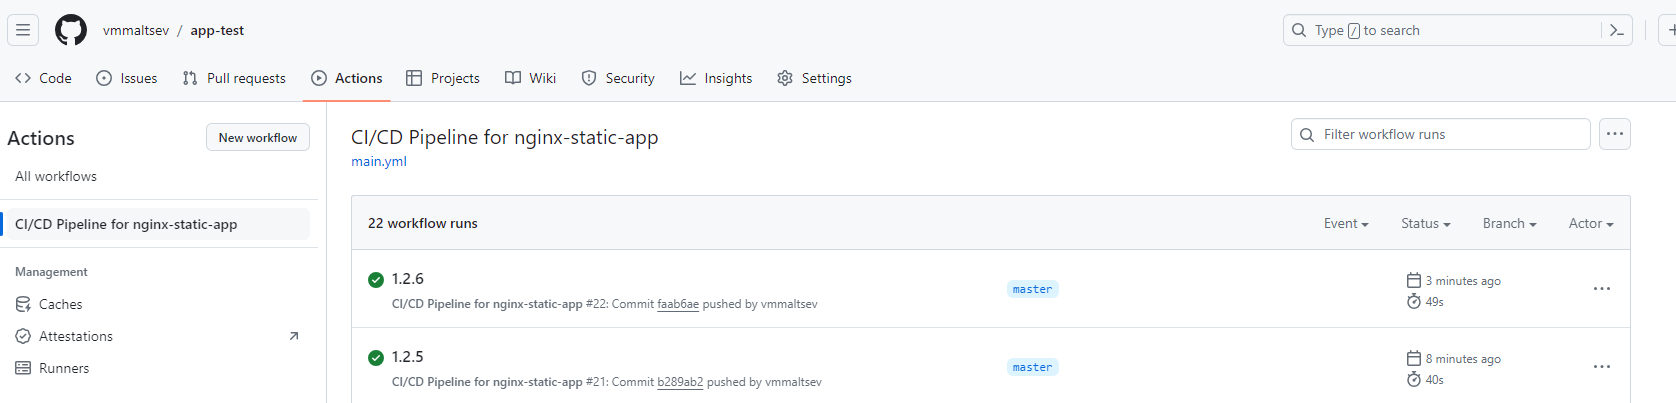 vmmaltsev / app-test
Type / to search
Code Issues Pull requests Actions Projects Wiki Security Insights Settings
Actions
New workflow
All workflows
CI/CD Pipeline for nginx-static-app
Management
Caches
Attestations
Runners
CI/CD Pipeline for nginx-static-app
main.yml
Filter workflow runs
22 workflow runs
Event Status Branch Actor
1.2.6
CI/CD Pipeline for nginx-static-app #22: Commit faab6ae pushed by vmmaltsev
master
3 minutes ago
49s
1.2.5
CI/CD Pipeline for nginx-static-app #21: Commit b289ab2 pushed by vmmaltsev
master
8 minutes ago
40s